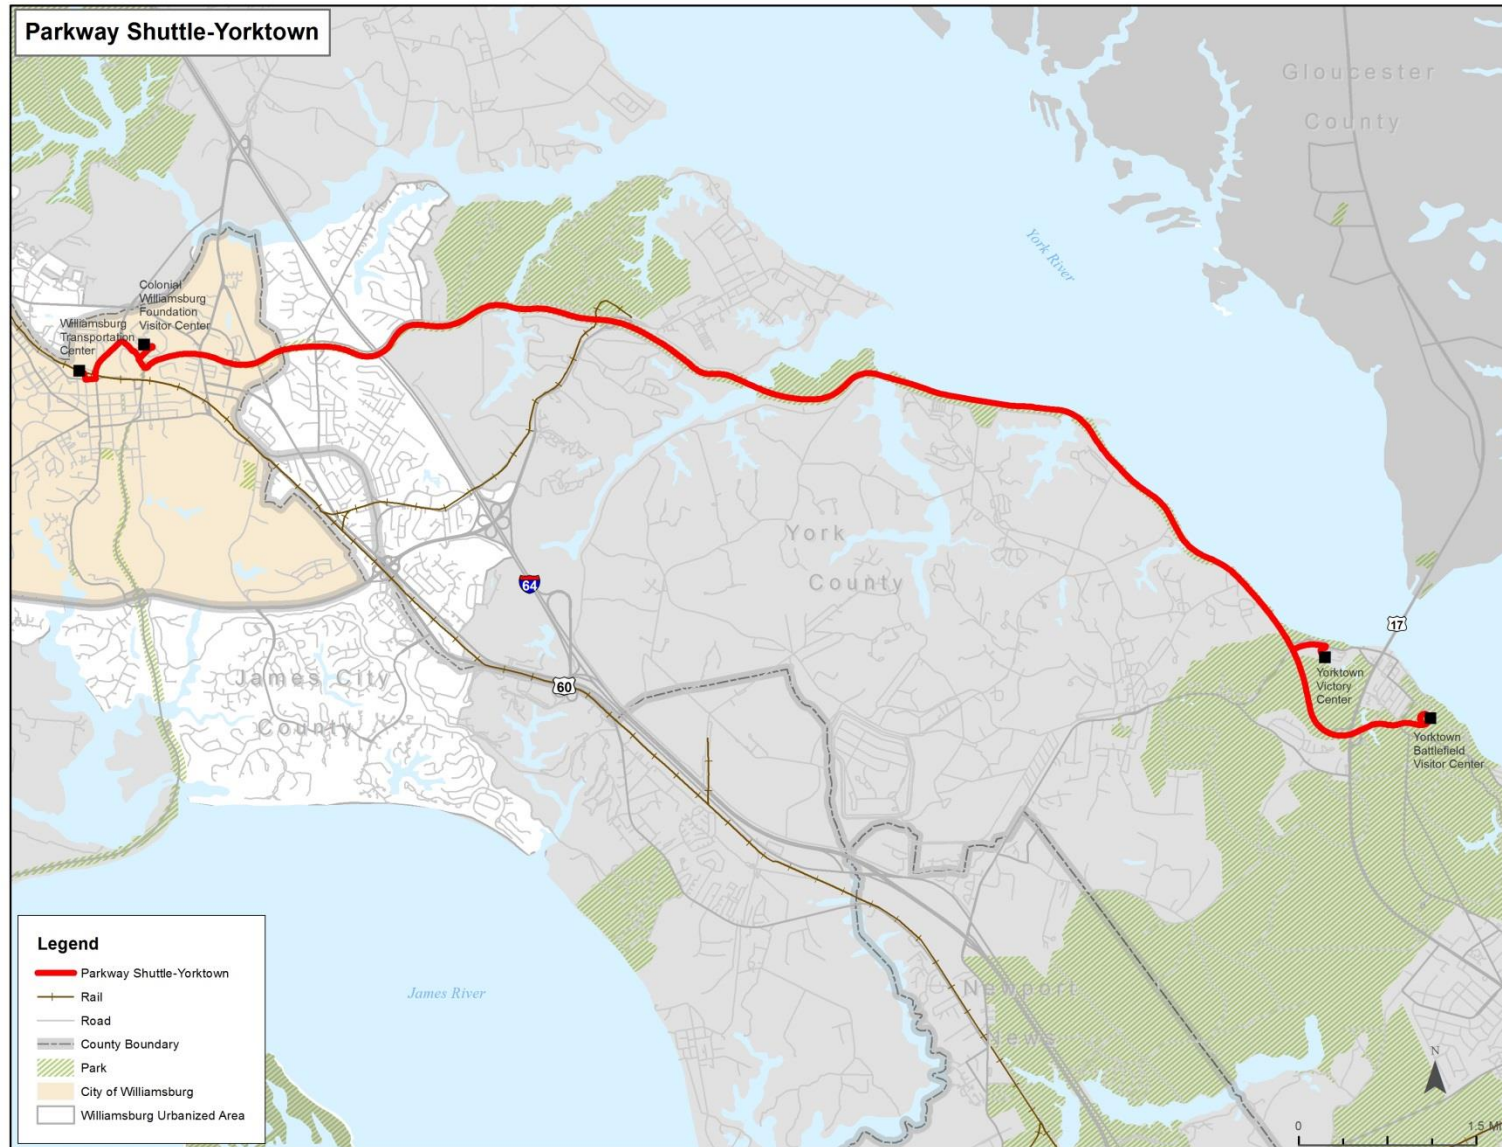 Parkway Shuttle-Yorktown
Gloucester
County
York River
Colonial
Williamsburg
Foundation
Visitor Center
Williamsburg
Transportation
Center
York
County
64
17
James City
County
60
Yorktown
Victory
Center
Yorktown
Battlefield
Visitor Center
Legend
Parkway Shuttle-Yorktown
Rail
Road
County Boundary
Park
City of Williamsburg
Williamsburg Urbanized Area
James River
Newport
News
N
0
1.5